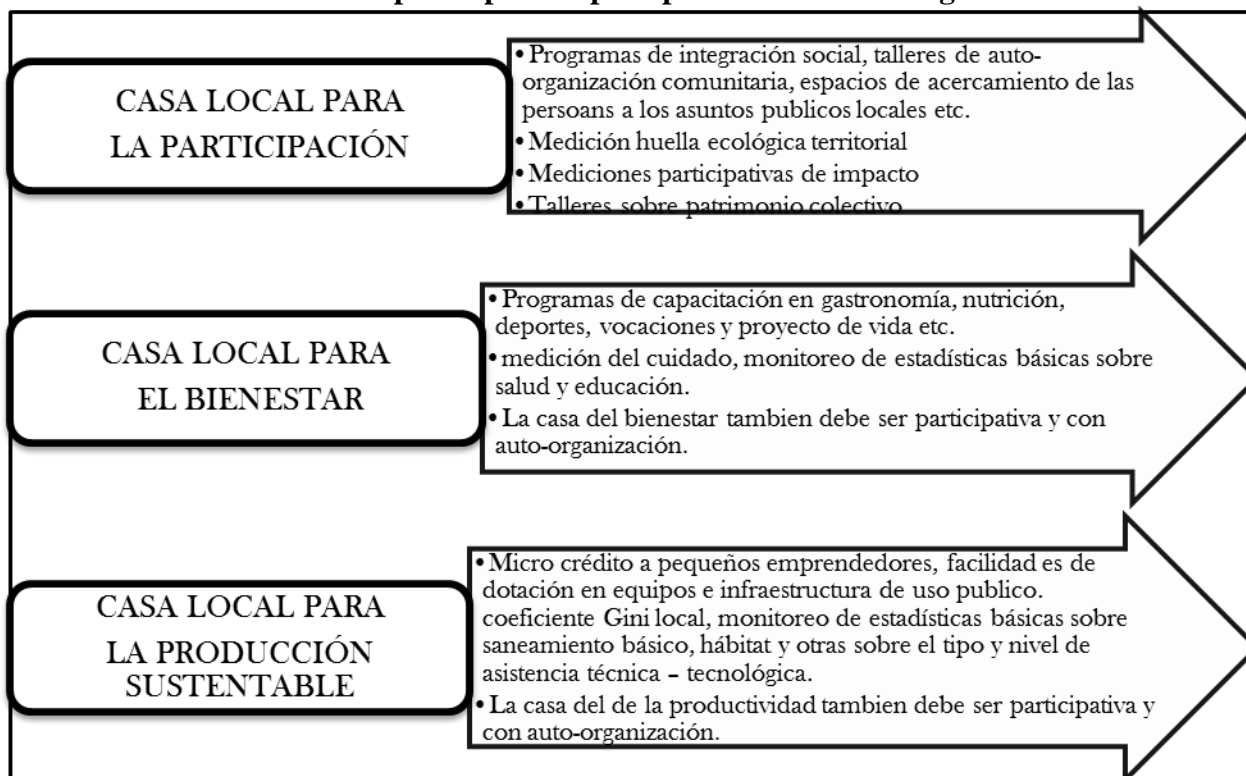 CASA LOCAL PARA
LA PARTICIPACIÓN
• Programas de integración social, talleres de auto-
organización comunitaria, espacios de acercamiento de las
persoans a los asuntos publicos locales etc.
• Medición huella ecológica territorial
• Mediciones participativas de impacto
• Talleres sobre patrimonio colectivo
CASA LOCAL PARA
EL BIENESTAR
• Programas de capacitación en gastronomía, nutrición,
deportes, vocaciones y proyecto de vida etc.
• medición del cuidado, monitoreo de estadísticas básicas sobre
salud y educación.
• La casa del bienestar tambien debe ser participativa y con
auto-organización.
CASA LOCAL PARA
LA PRODUCCIÓN
SUSTENTABLE
• Micro crédito a pequeños emprendedores, facilidad es de
dotación en equipos e infraestructura de uso publico.
coeficiente Gini local, monitoreo de estadísticas básicas sobre
saneamiento básico, hábitat y otras sobre el tipo y nivel de
asistencia técnica – tecnológica.
• La casa del de la productividad tambien debe ser participativa y
con auto-organización.